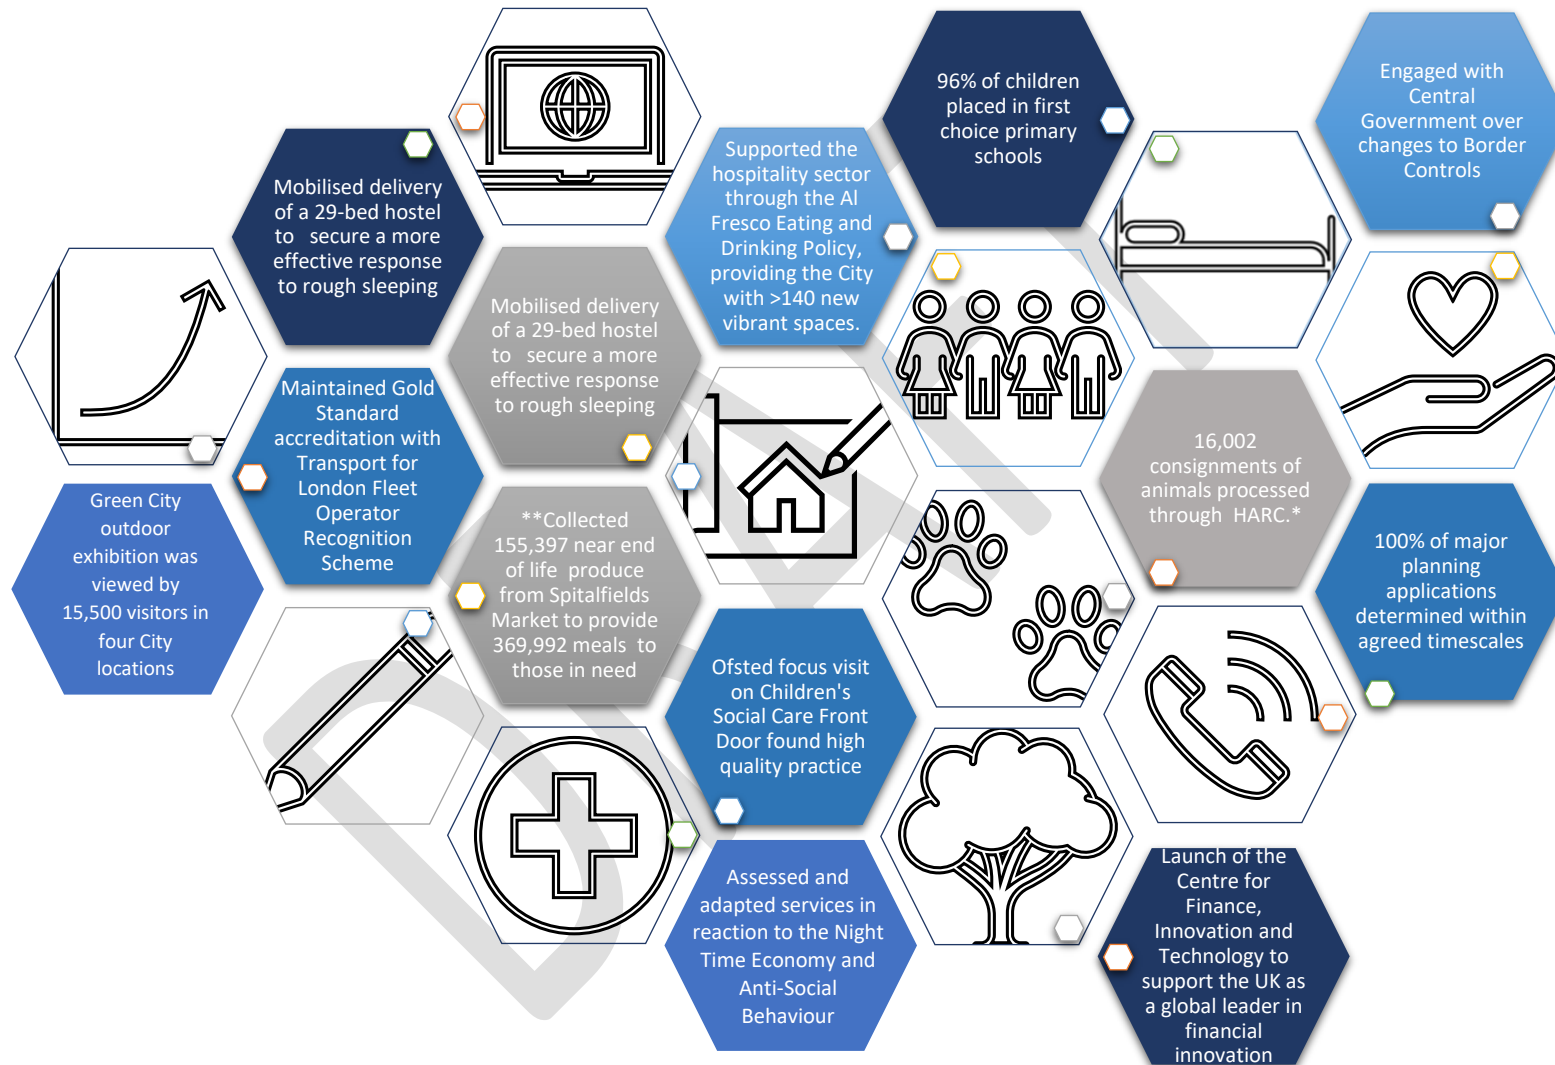 96% of children
placed in first
choice primary
schools
Engaged with
Central
Government over
changes to Border
Controls
Mobilised delivery
of a 29-bed hostel
to secure a more
effective response
to rough sleeping
Supported the
hospitality sector
through the Al
Fresco Eating and
Drinking Policy,
providing the City
with >140 new
vibrant spaces.
Mobilised delivery
of a 29-bed hostel
to secure a more
effective response
to rough sleeping
Maintained Gold
Standard
accreditation with
Transport for
London Fleet
Operator
Recognition
Scheme
16,002
consignments of
animals processed
through HARC.*
Green City
outdoor
exhibition was
viewed by
15,500 visitors in
four City
locations
**Collected
155,397 near end
of life produce
from Spitalfields
Market to provide
369,992 meals to
those in need
100% of major
planning
applications
determined within
agreed timescales
Ofsted focus visit
on Children's
Social Care Front
Door found high
quality practice
Assessed and
adapted services in
reaction to the Night
Time Economy and
Anti-Social
Behaviour
Launch of the
Centre for
Finance,
Innovation and
Technology to
support the UK as
a global leader in
financial
innovation
DRAFT